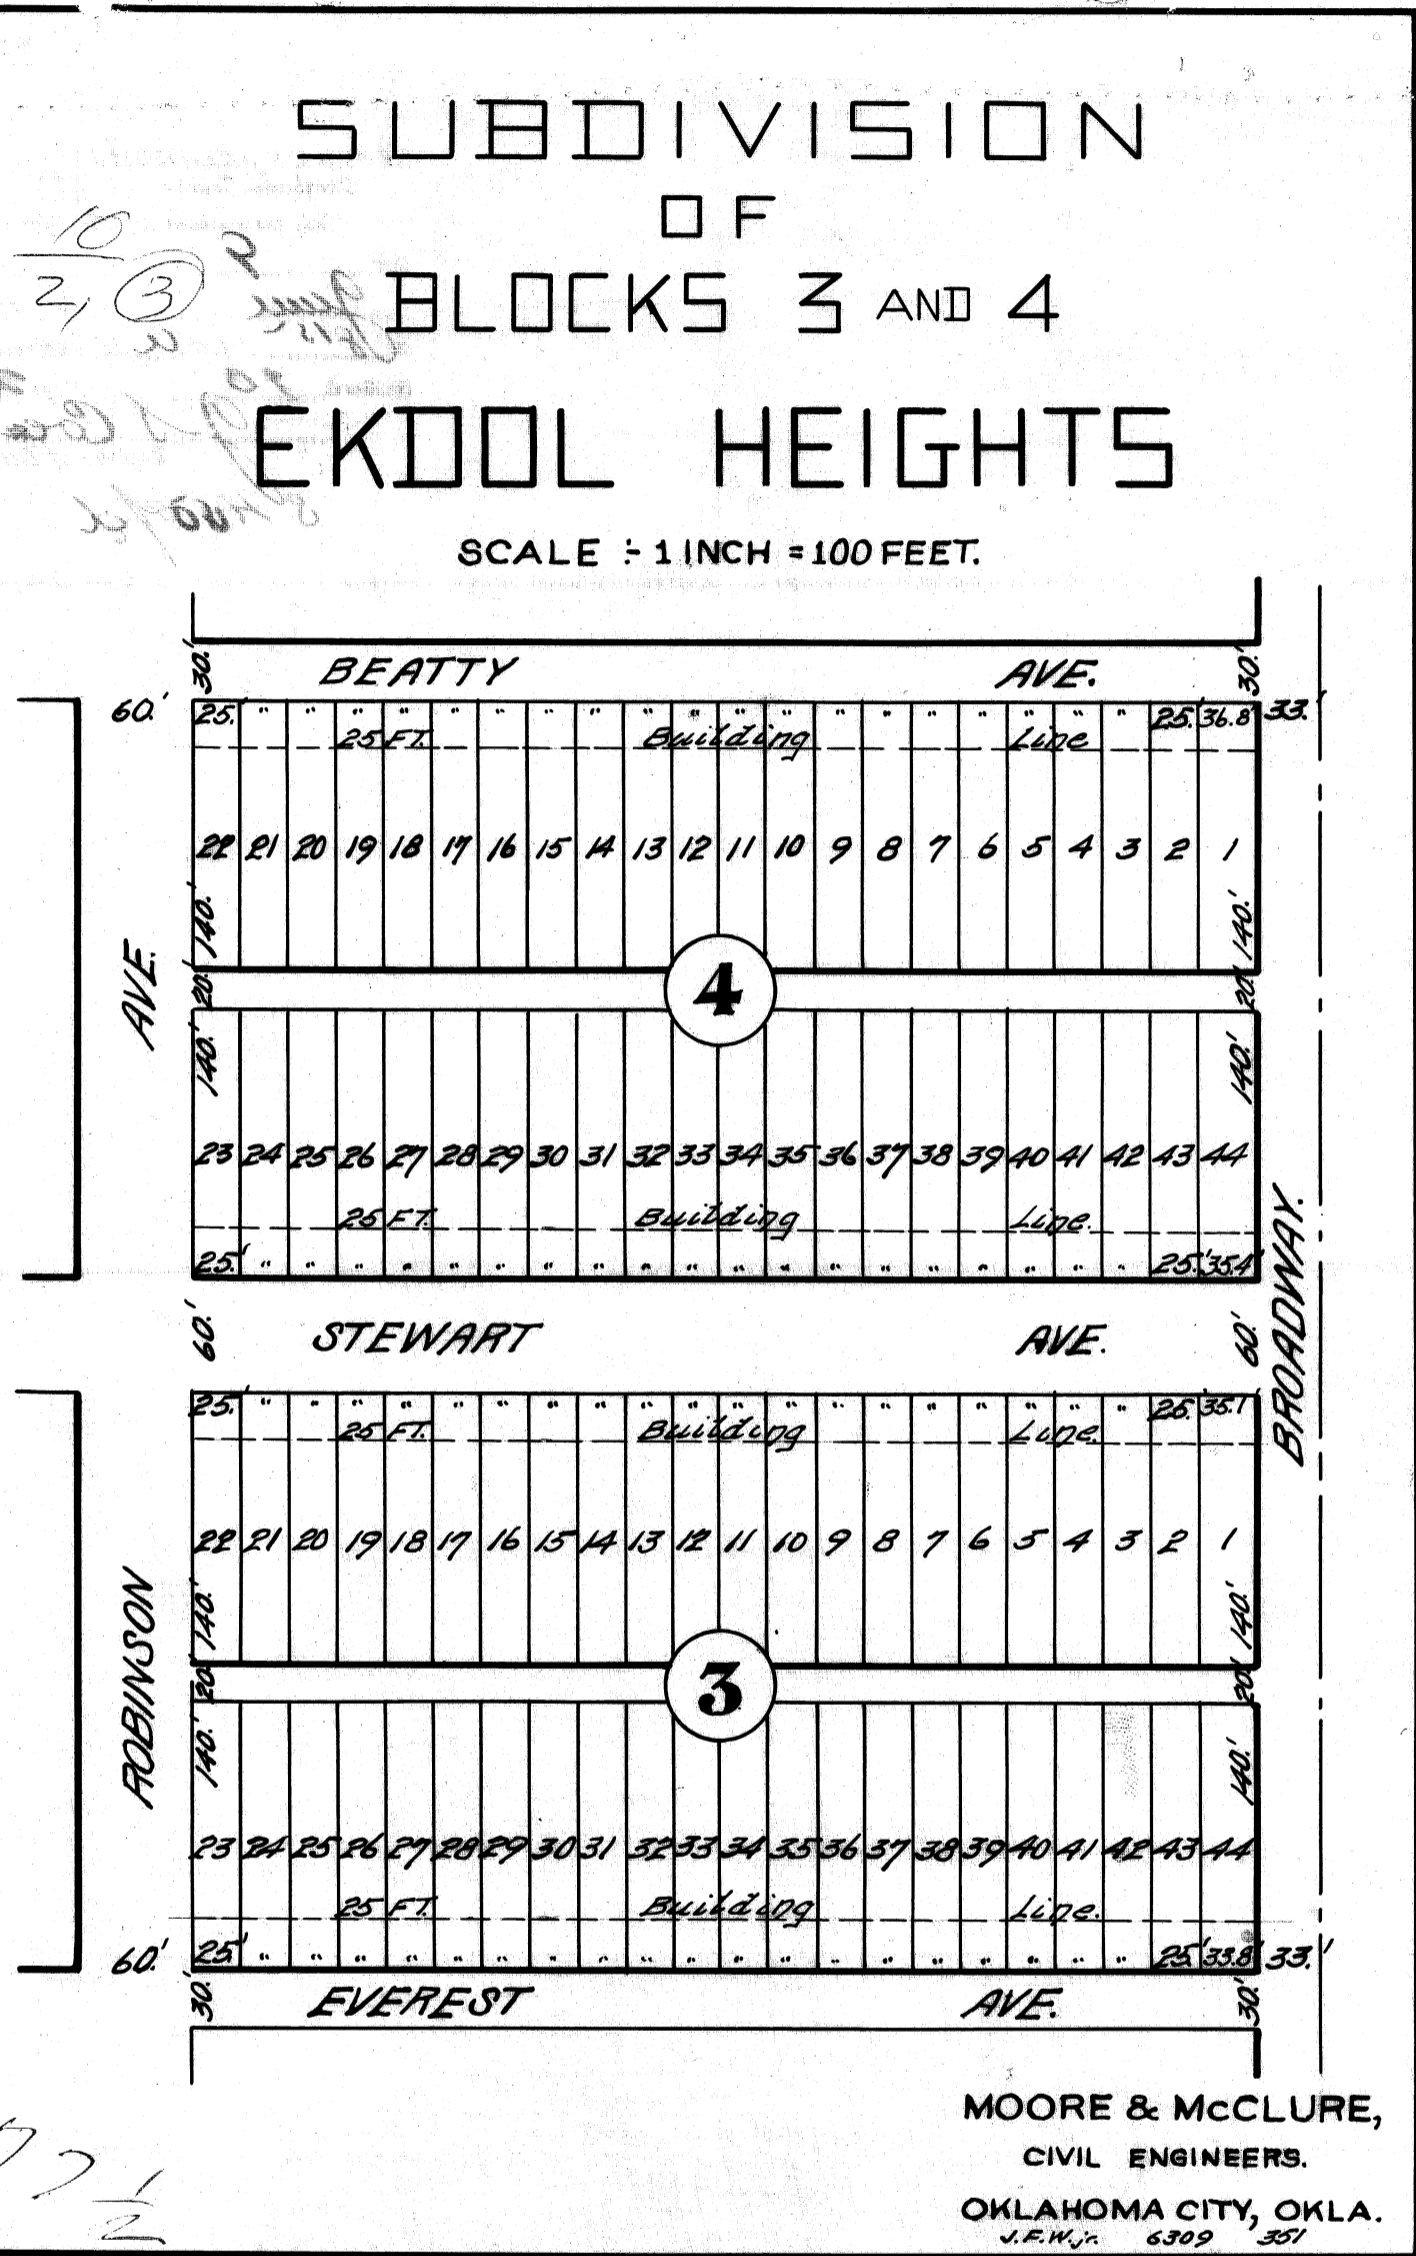 SUBDIVISION
OF
BLOCKS 3 AND 4
EKDOL HEIGHTS
SCALE :- 1 INCH = 100 FEET.
10
2, 3
30.' BEATTY AVE. 30.'
60.' 25.' " " " " " " " " " " " " " " " " " " " 25.' 36.8' 33.'
25 FT. Building Line
22 21 20 19 18 17 16 15 14 13 12 11 10 9 8 7 6 5 4 3 2 1
140.' 140.'
AVE.
20.' 4 20.'
140.' 140.'
23 24 25 26 27 28 29 30 31 32 33 34 35 36 37 38 39 40 41 42 43 44
25 FT. Building Line.
25.' " " " " " " " " " " " " " " " " " " " 25.' 35.4'
60.' STEWART AVE. 60.'
BROADWAY.
25.' " " " " " " " " " " " " " " " " " " " 25.' 35.1'
25 FT. Building Line.
22 21 20 19 18 17 16 15 14 13 12 11 10 9 8 7 6 5 4 3 2 1
140.' 140.'
ROBINSON
20' 3 20'
140.' 140.'
23 24 25 26 27 28 29 30 31 32 33 34 35 36 37 38 39 40 41 42 43 44
25 FT. Building Line.
60.' 25.' " " " " " " " " " " " " " " " " " " " 25.' 33.8' 33.'
30.' EVEREST AVE. 30.'
MOORE & McCLURE,
CIVIL ENGINEERS.
OKLAHOMA CITY, OKLA.
J.F.W.jr. 6309 351
1
2